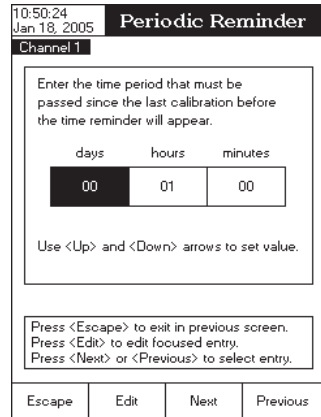 10:50:24
Jan 18, 2005
Periodic Reminder
Channel 1
Enter the time period that must be
passed since the last calibration before
the time reminder will appear.
days hours minutes
00 01 00
Use <Up> and <Down> arrows to set value.
Press <Escape> to exit in previous screen.
Press <Edit> to edit focused entry.
Press <Next> or <Previous> to select entry.
Escape Edit Next Previous